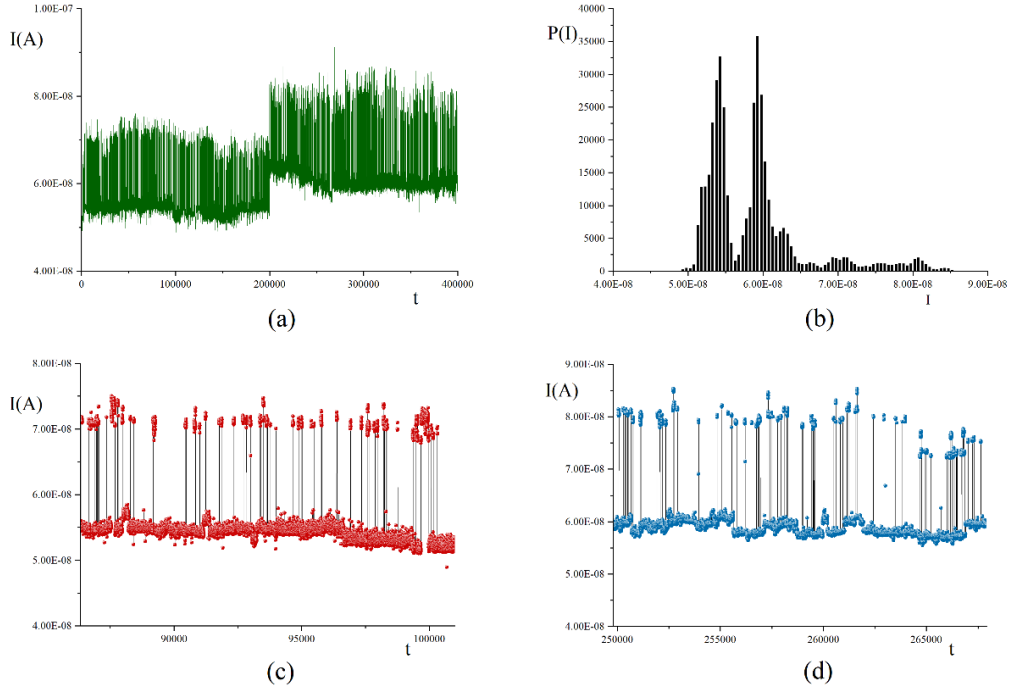 I(A)
1.00E-07
8.00E-08
6.00E-08
4.00E-08
0
100000
200000
300000
400000
t
(a)
P(I)
40000
35000
30000
25000
20000
15000
10000
5000
0
4.00E-08
5.00E-08
6.00E-08
7.00E-08
8.00E-08
9.00E-08
I
(b)
I(A)
8.00E-08
7.00E-08
6.00E-08
5.00E-08
4.00E-08
90000
95000
100000
t
(c)
I(A)
9.00E-08
8.00E-08
7.00E-08
6.00E-08
5.00E-08
4.00E-08
250000
255000
260000
265000
t
(d)